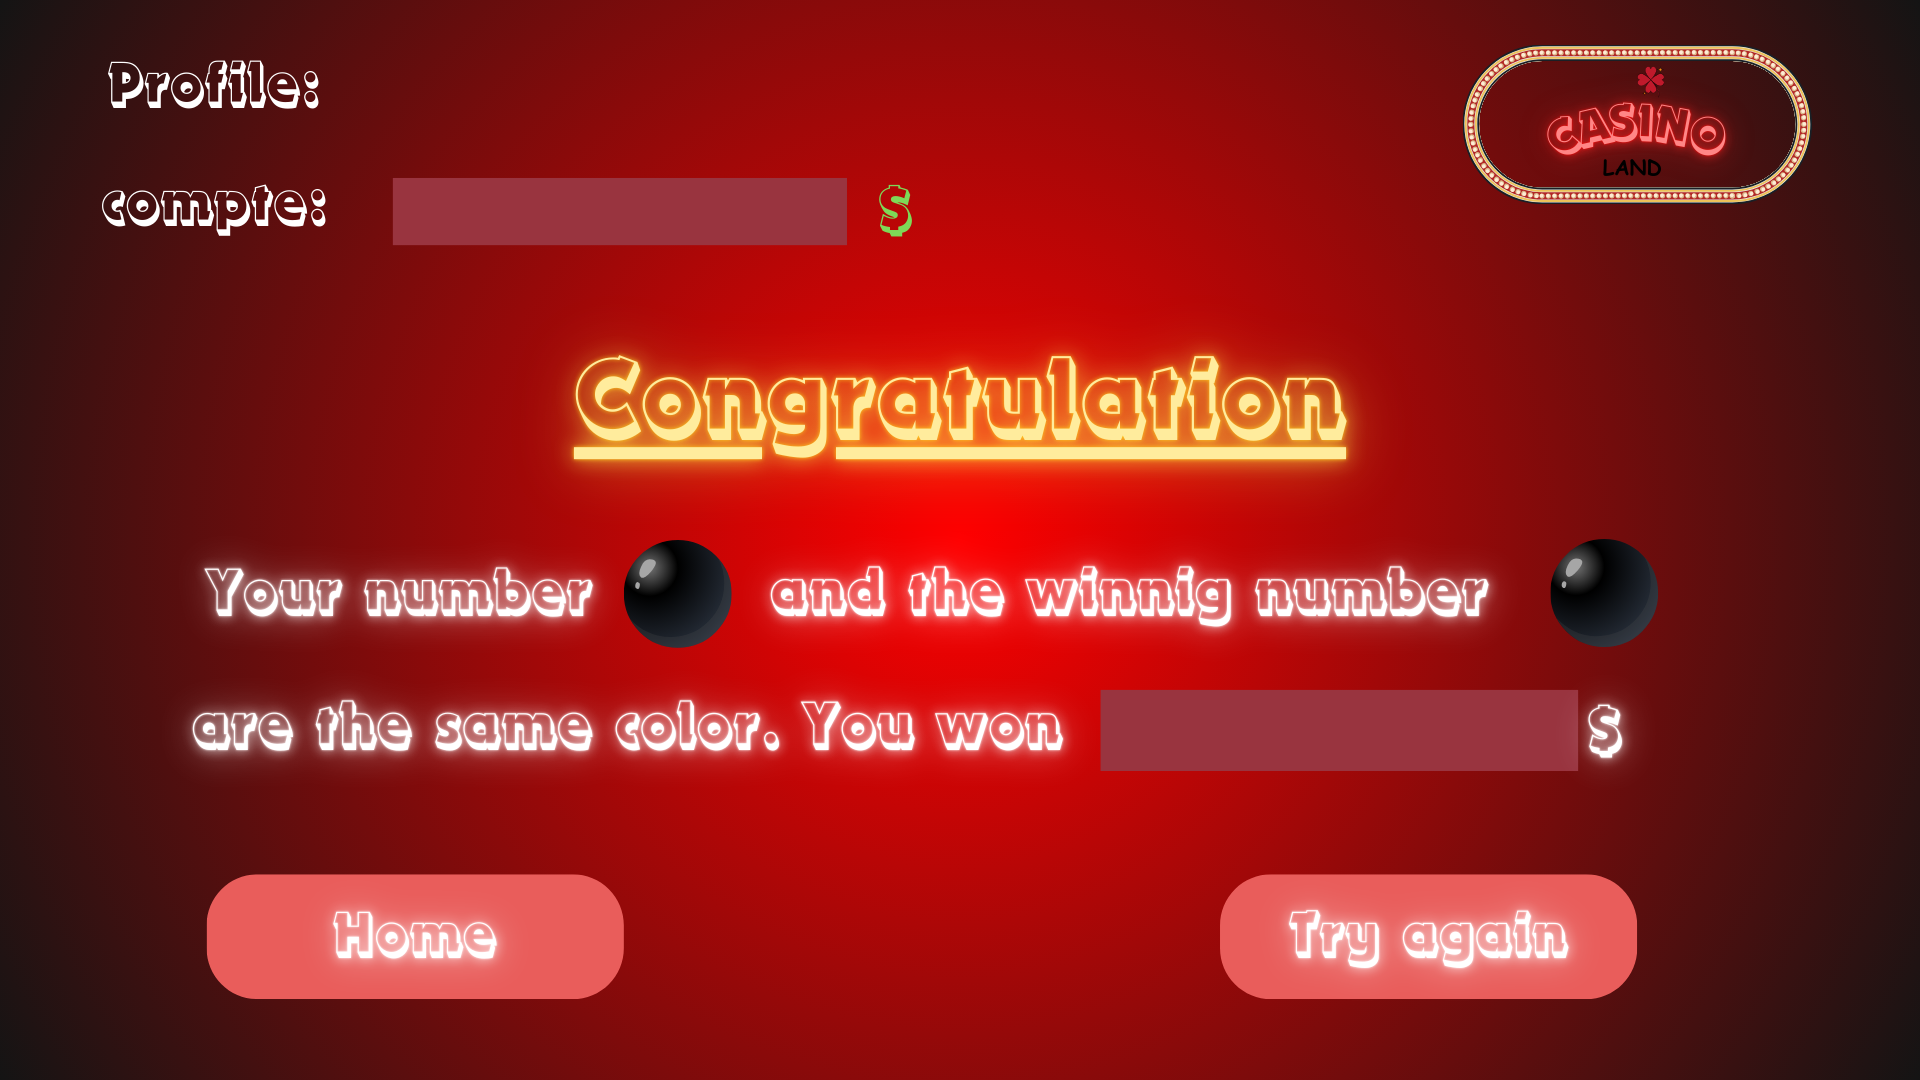 Profile:
CASINO
LAND
compte: $
Congratulation
Your number and the winnig number
are the same color. You won $
Home
Try again